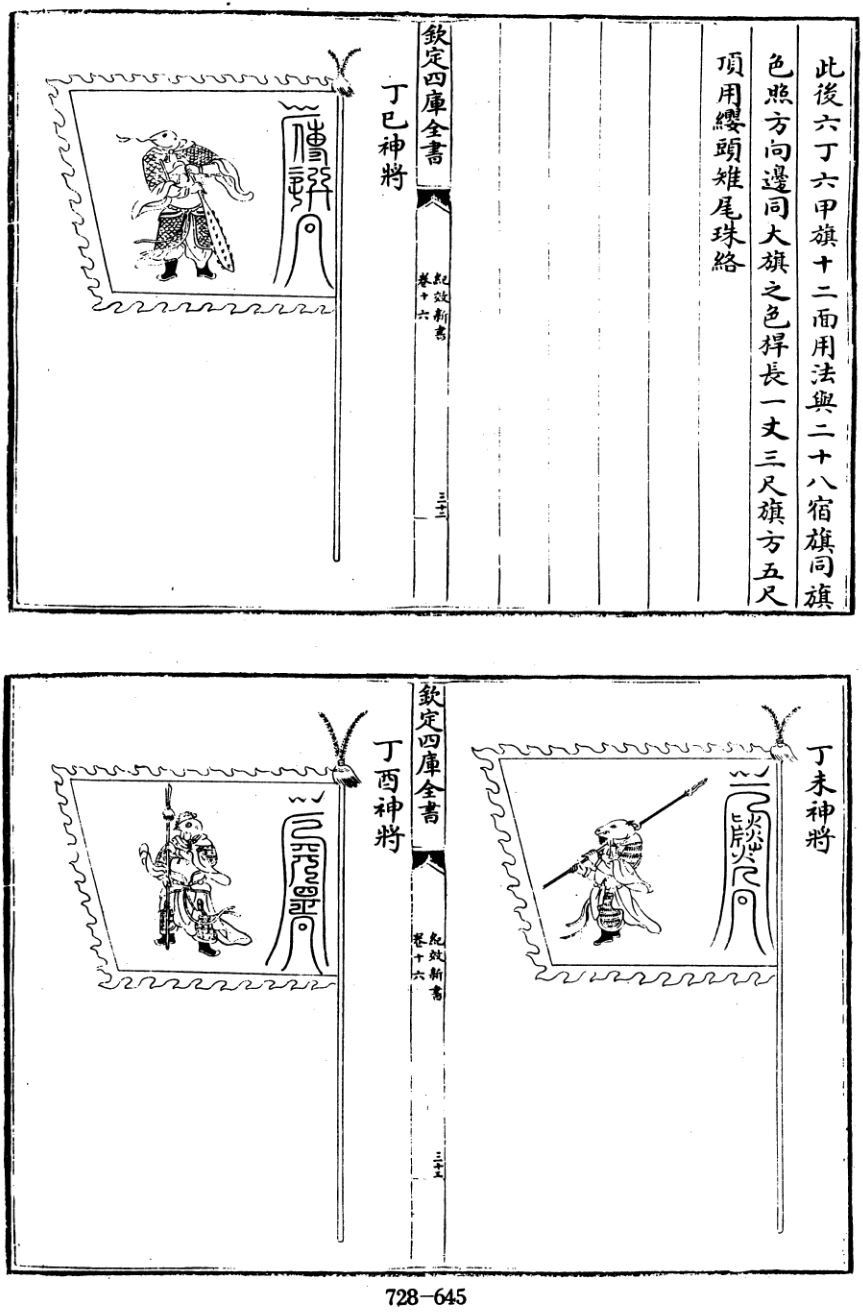 此後六丁六甲旗十二面用法與二十八宿旗同旗
色照方向邊同大旗之色桿長一丈三尺旗方五尺
頂用纓頭雉尾珠絡
欽定四庫全書
紀效新書
卷十六
三十二
丁巳神將
丁未神將
欽定四庫全書
紀效新書
卷十六
三十三
丁酉神將
728-645